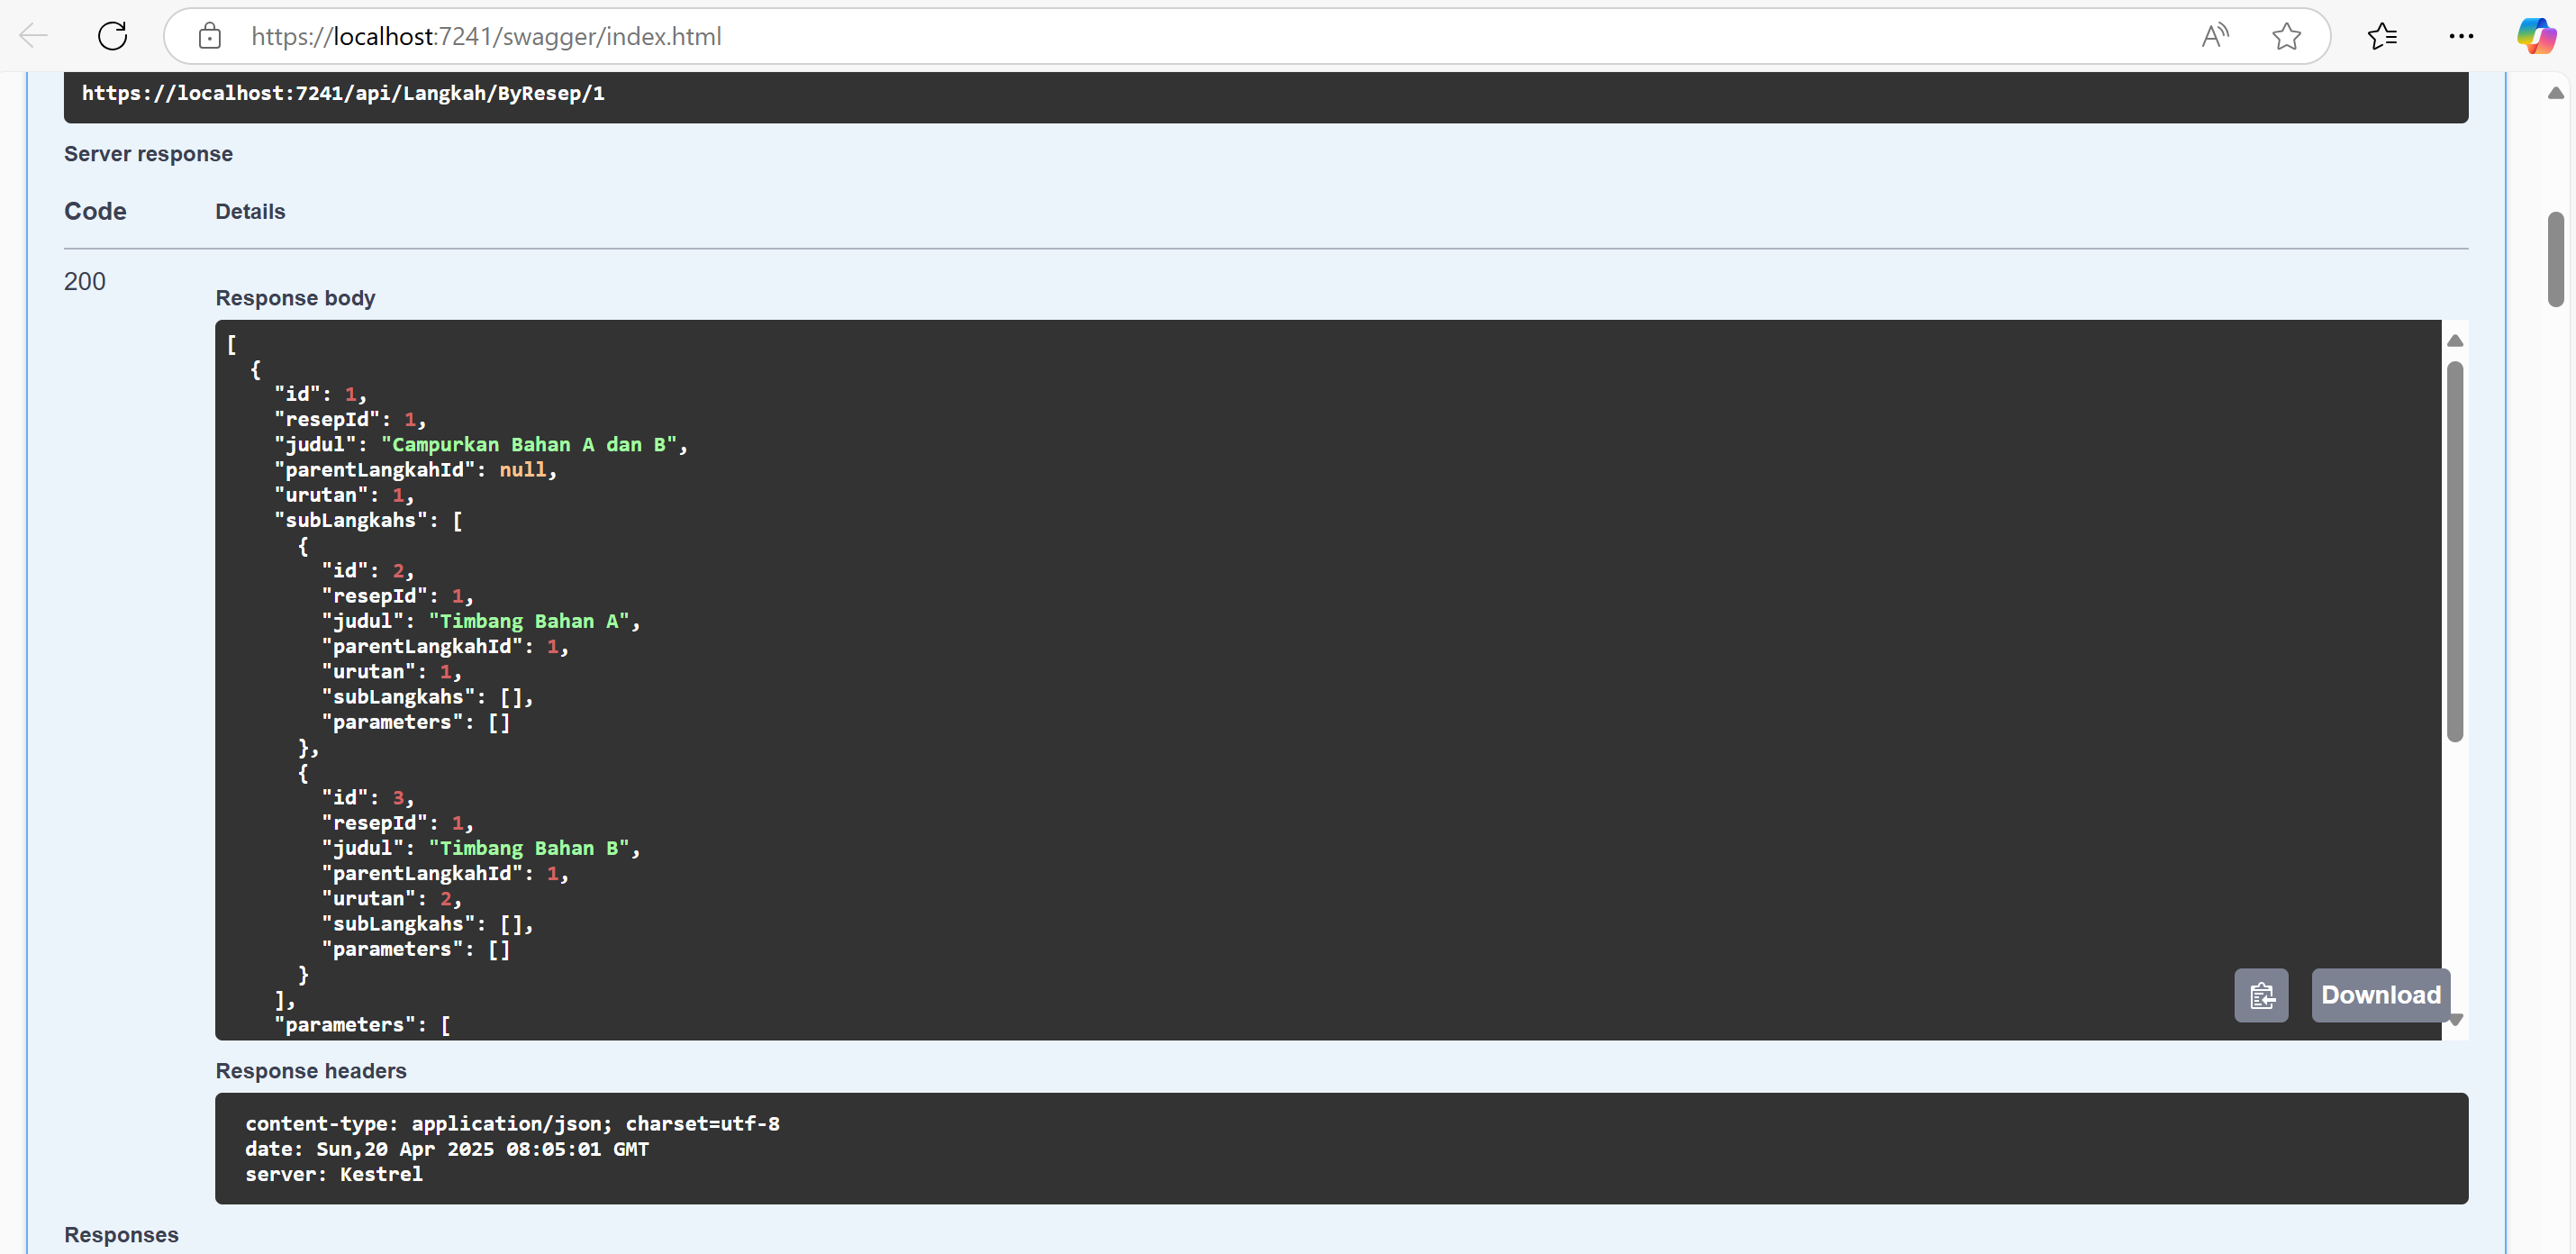 https://localhost:7241/swagger/index.html
https://localhost:7241/api/Langkah/ByResep/1
Server response
Code Details
200
Response body
[
  {
    "id": 1,
    "resepId": 1,
    "judul": "Campurkan Bahan A dan B",
    "parentLangkahId": null,
    "urutan": 1,
    "subLangkahs": [
      {
        "id": 2,
        "resepId": 1,
        "judul": "Timbang Bahan A",
        "parentLangkahId": 1,
        "urutan": 1,
        "subLangkahs": [],
        "parameters": []
      },
      {
        "id": 3,
        "resepId": 1,
        "judul": "Timbang Bahan B",
        "parentLangkahId": 1,
        "urutan": 2,
        "subLangkahs": [],
        "parameters": []
      }
    ],
    "parameters": [
Download
Response headers
content-type: application/json; charset=utf-8
date: Sun,20 Apr 2025 08:05:01 GMT
server: Kestrel
Responses